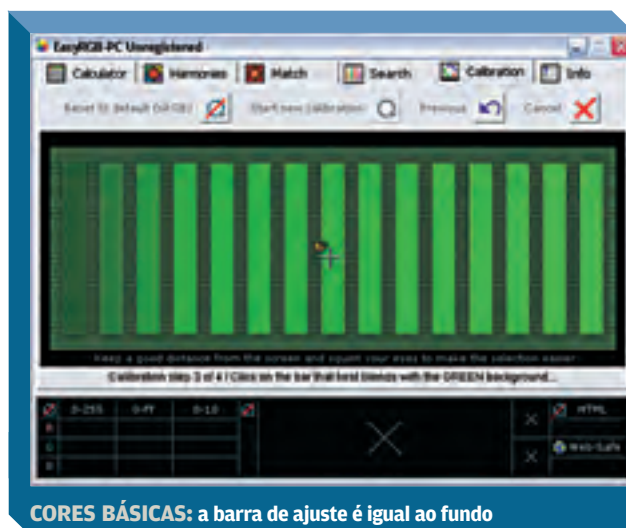 EasyRGB-PC Unregistered
Calculator Harmonies Match Search Calibration Info
Reset to default (sRGB) Start new calibration Previous Cancel
Keep a good distance from the screen and squint your eyes to make the selection easier
Calibration step 3 of 4 / Click on the bar that best blends with the GREEN background...
0-255 0-FF 0-1.0 HTML
R
G Web-Safe
B
CORES BÁSICAS: a barra de ajuste é igual ao fundo